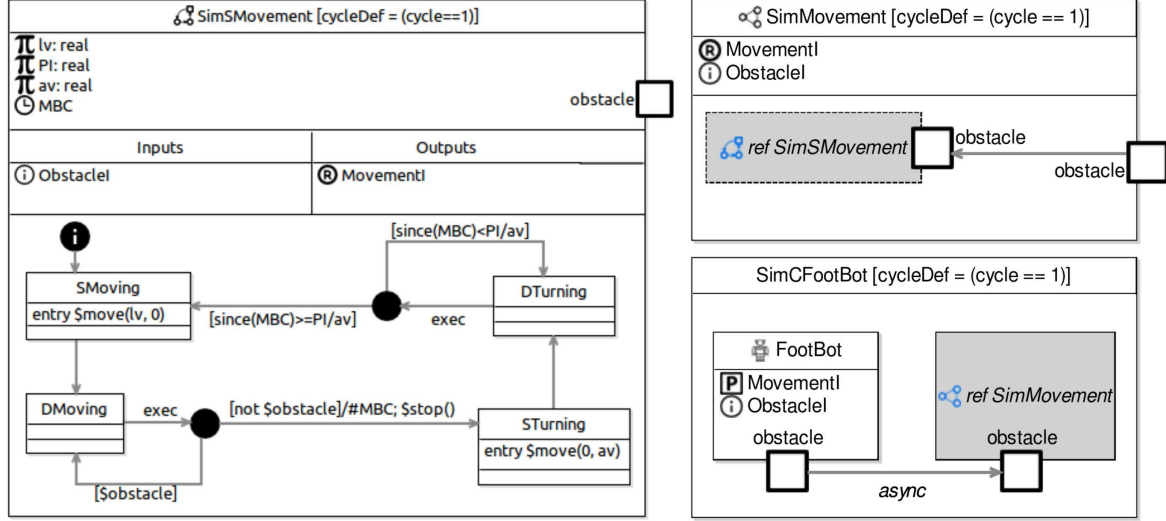 SimSMovement [cycleDef = (cycle==1)]
π lv: real
π PI: real
π av: real
MBC
obstacle
Inputs
Outputs
i ObstacleI
R MovementI
i
[since(MBC)<PI/av]
SMoving
entry $move(lv, 0)
DTurning
[since(MBC)>=PI/av]
exec
DMoving
exec
[not $obstacle]/#MBC; $stop()
STurning
entry $move(0, av)
[$obstacle]
SimMovement [cycleDef = (cycle == 1)]
R MovementI
i ObstacleI
ref SimSMovement
obstacle
obstacle
SimCFootBot [cycleDef = (cycle == 1)]
FootBot
P MovementI
i ObstacleI
obstacle
ref SimMovement
obstacle
async